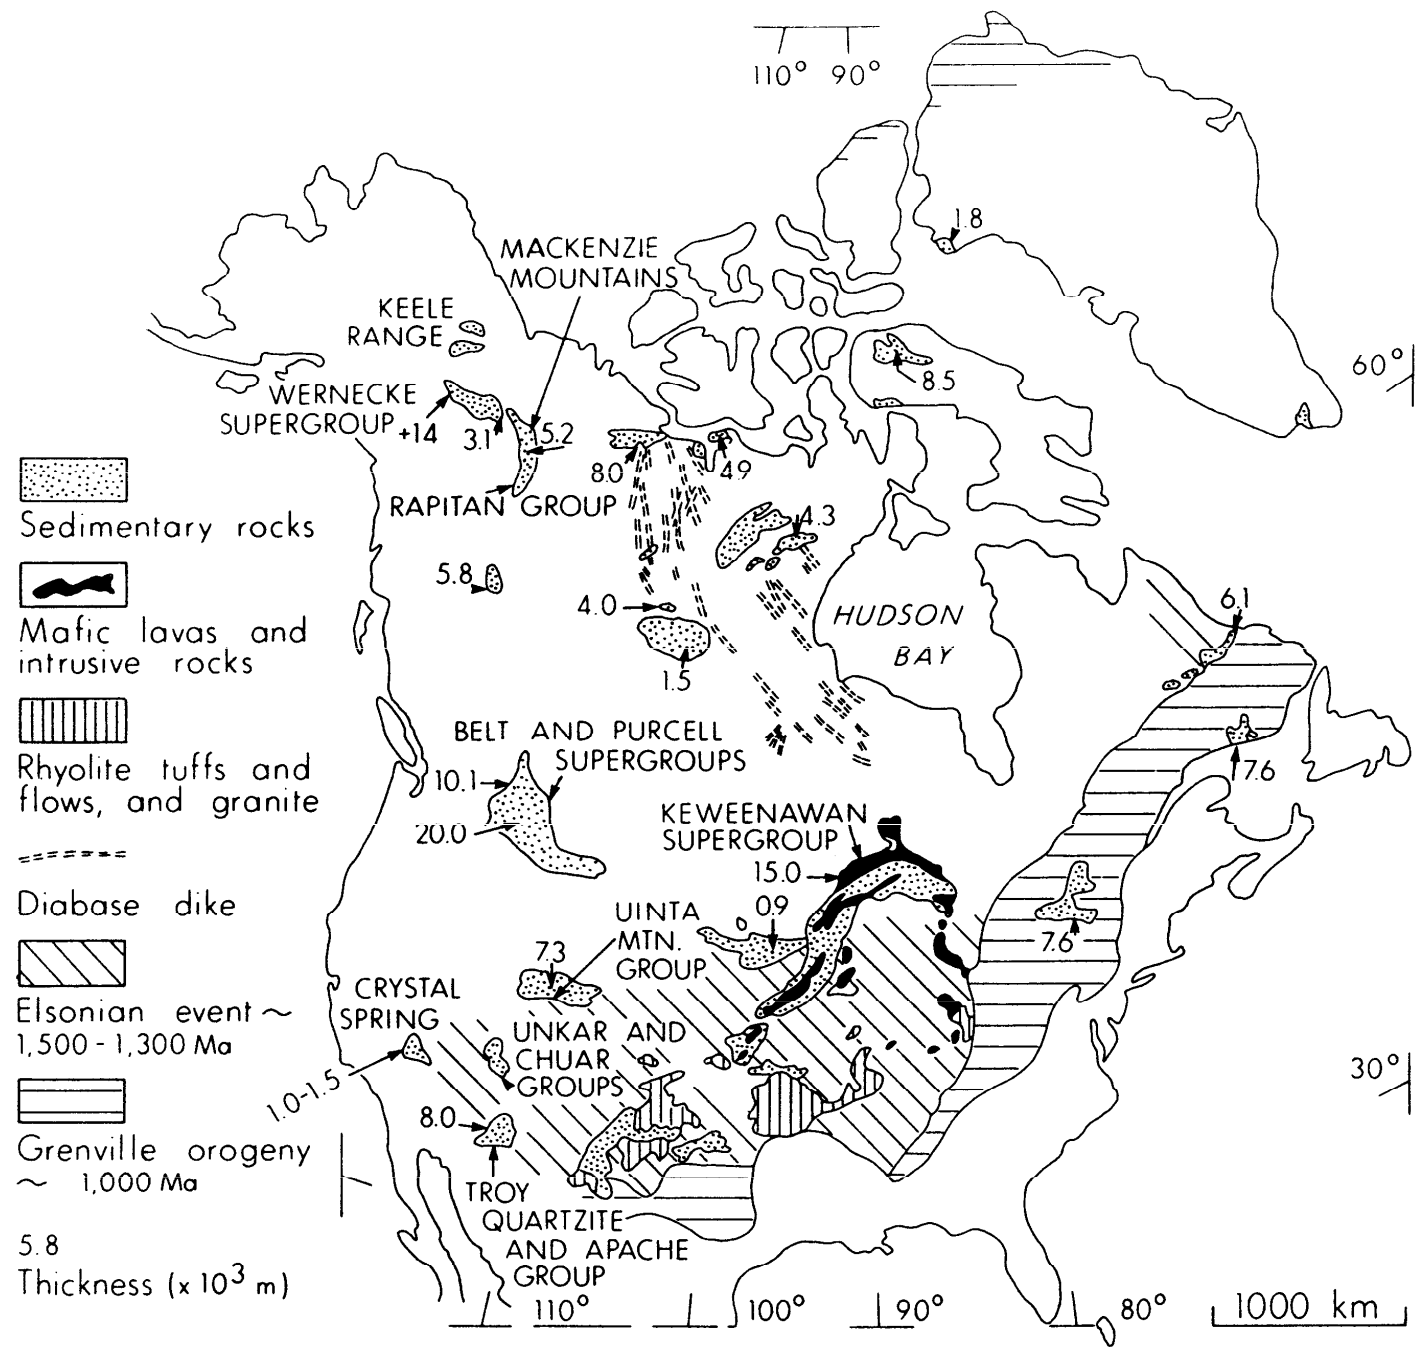 110° 90°
1.8
MACKENZIE
MOUNTAINS
KEELE
RANGE
60°
8.5
WERNECKE
SUPERGROUP
+14
3.1
5.2
8.0
4.9
RAPITAN GROUP
4.3
Sedimentary rocks
5.8
4.0
HUDSON
BAY
6.1
Mafic lavas and
intrusive rocks
1.5
BELT AND PURCELL
SUPERGROUPS
10.1
20.0
7.6
Rhyolite tuffs and
flows, and granite
KEWEENAWAN
SUPERGROUP
15.0
0.9
Diabase dike
UINTA
MTN.
GROUP
7.3
7.6
CRYSTAL
SPRING
Elsonian event ~
1,500 - 1,300 Ma
UNKAR AND
CHUAR
GROUPS
1.0-1.5
30°
8.0
Grenville orogeny
~ 1,000 Ma
TROY
QUARTZITE
AND APACHE
GROUP
5.8
Thickness (x 10³ m)
110° 100° 90° 80°
1000 km